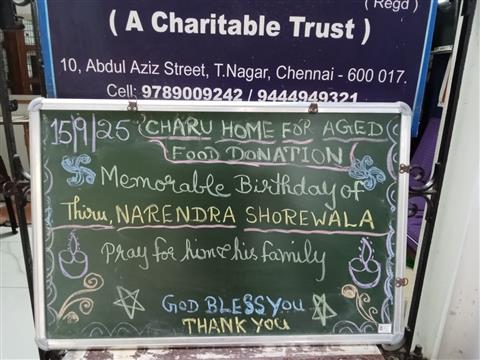 ( Regd )
( A Charitable Trust )
10, Abdul Aziz Street, T.Nagar, Chennai - 600 017.
Cell: 9789009242 / 9444949321
15/9/25 CHARU HOME FOR AGED
FOOD DONATION
Memorable Birthday of
Thiru, NARENDRA SHOREWALA
Pray for him & his family
GOD BLESS YOU
THANK YOU